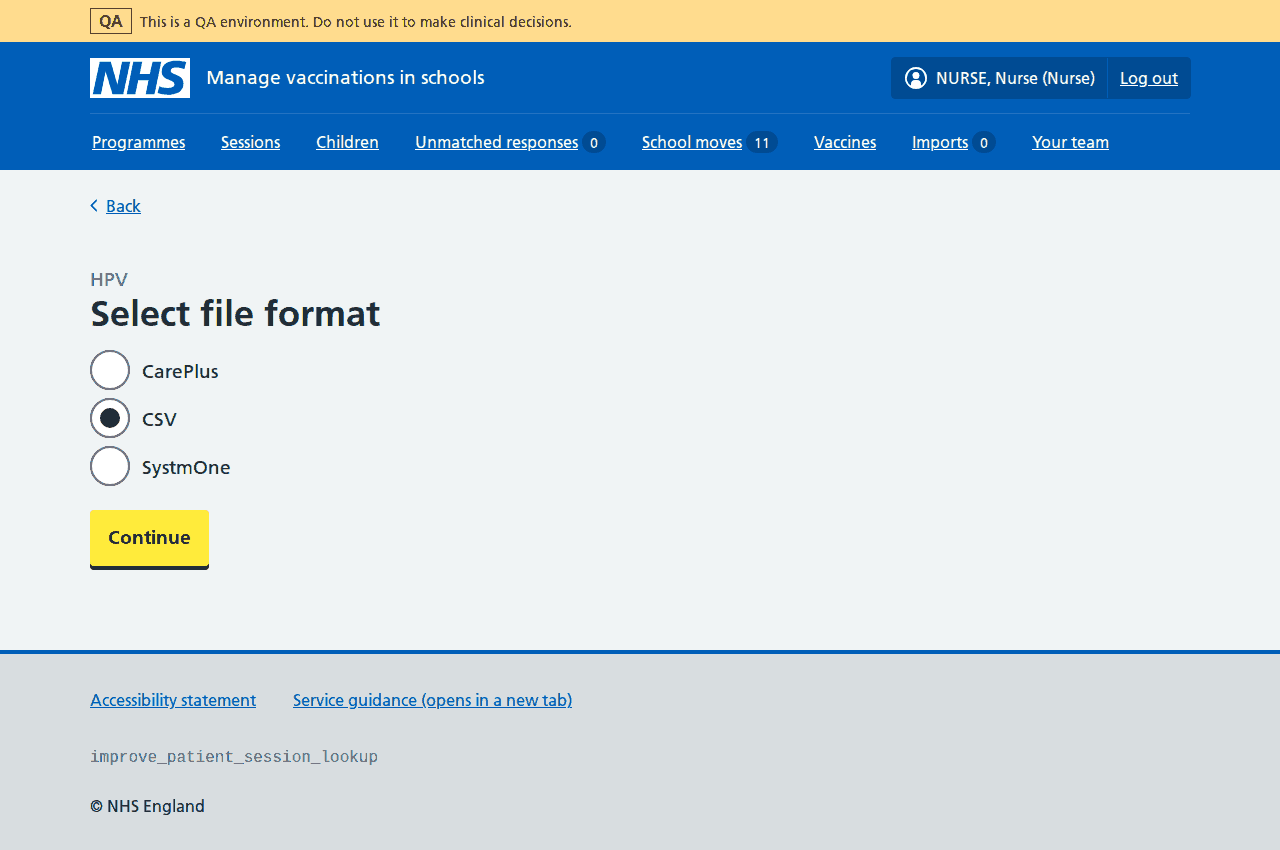 QA This is a QA environment. Do not use it to make clinical decisions.
NHS Manage vaccinations in schools NURSE, Nurse (Nurse) Log out
Programmes Sessions Children Unmatched responses 0 School moves 11 Vaccines Imports 0 Your team
Back
HPV
Select file format
CarePlus
CSV
SystmOne
Continue
Accessibility statement Service guidance (opens in a new tab)
improve_patient_session_lookup
© NHS England